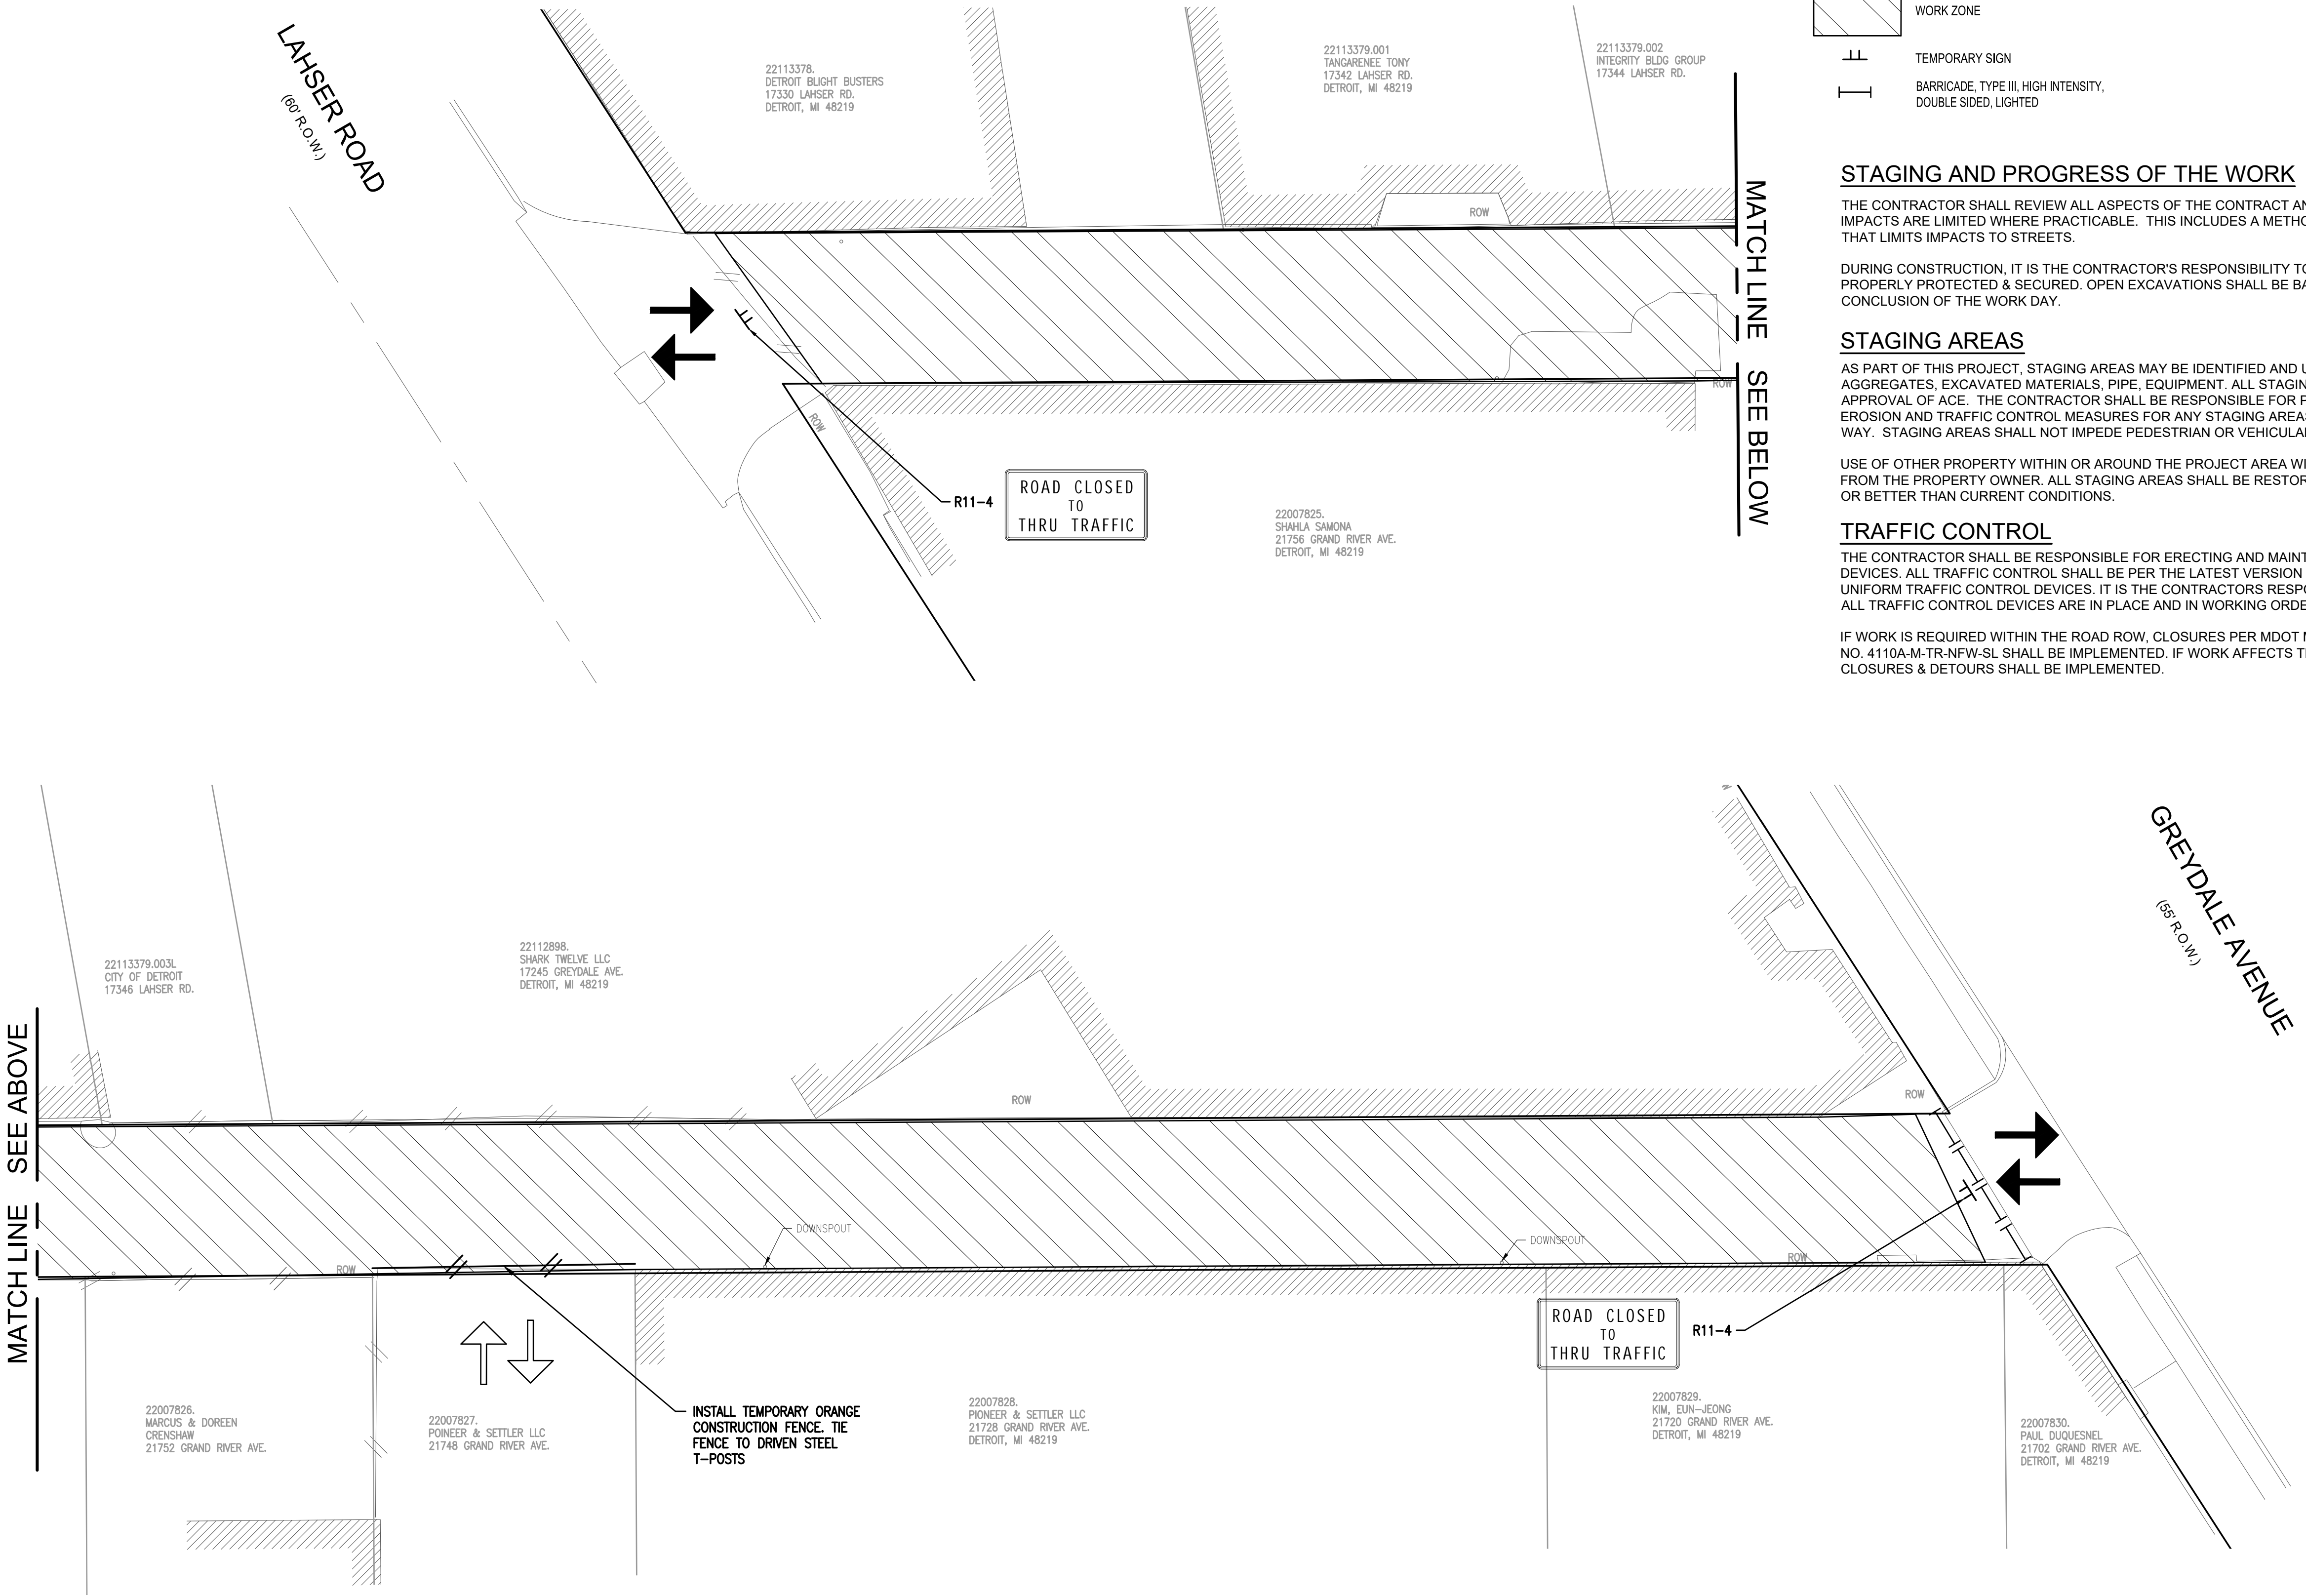 LAHSER ROAD
(60' R.O.W.)
22113378.
DETROIT BLIGHT BUSTERS
17330 LAHSER RD.
DETROIT, MI 48219
22113379.001
TANGARENEE TONY
17342 LAHSER RD.
DETROIT, MI 48219
22113379.002
INTEGRITY BLDG GROUP
17344 LAHSER RD.
ROW
MATCH LINE SEE BELOW
ROW
ROW
R11-4
ROAD CLOSED
TO
THRU TRAFFIC
22007825.
SHAHLA SAMONA
21756 GRAND RIVER AVE.
DETROIT, MI 48219
WORK ZONE
TEMPORARY SIGN
BARRICADE, TYPE III, HIGH INTENSITY,
DOUBLE SIDED, LIGHTED
STAGING AND PROGRESS OF THE WORK
THE CONTRACTOR SHALL REVIEW ALL ASPECTS OF THE CONTRACT
IMPACTS ARE LIMITED WHERE PRACTICABLE. THIS INCLUDES A
THAT LIMITS IMPACTS TO STREETS.
DURING CONSTRUCTION, IT IS THE CONTRACTOR'S RESPONSIBILITY
PROPERLY PROTECTED & SECURED. OPEN EXCAVATIONS SHALL BE
CONCLUSION OF THE WORK DAY.
STAGING AREAS
AS PART OF THIS PROJECT, STAGING AREAS MAY BE IDENTIFIED AND
AGGREGATES, EXCAVATED MATERIALS, PIPE, EQUIPMENT. ALL
APPROVAL OF ACE. THE CONTRACTOR SHALL BE RESPONSIBLE FOR
EROSION AND TRAFFIC CONTROL MEASURES FOR ANY STAGING
WAY. STAGING AREAS SHALL NOT IMPEDE PEDESTRIAN OR
USE OF OTHER PROPERTY WITHIN OR AROUND THE PROJECT AREA
FROM THE PROPERTY OWNER. ALL STAGING AREAS SHALL BE
OR BETTER THAN CURRENT CONDITIONS.
TRAFFIC CONTROL
THE CONTRACTOR SHALL BE RESPONSIBLE FOR ERECTING AND
DEVICES. ALL TRAFFIC CONTROL SHALL BE PER THE LATEST VERSION
UNIFORM TRAFFIC CONTROL DEVICES. IT IS THE CONTRACTORS
ALL TRAFFIC CONTROL DEVICES ARE IN PLACE AND IN WORKING
IF WORK IS REQUIRED WITHIN THE ROAD ROW, CLOSURES PER MDOT
NO. 4110A-M-TR-NFW-SL SHALL BE IMPLEMENTED. IF WORK AFFECTS
CLOSURES & DETOURS SHALL BE IMPLEMENTED.
GREYDALE AVENUE
(55' R.O.W.)
22113379.003L
CITY OF DETROIT
17346 LAHSER RD.
22112898.
SHARK TWELVE LLC
17245 GREYDALE AVE.
DETROIT, MI 48219
MATCH LINE SEE ABOVE
ROW
ROW
DOWNSPOUT
DOWNSPOUT
ROW
ROW
ROAD CLOSED
TO
THRU TRAFFIC
R11-4
INSTALL TEMPORARY ORANGE
CONSTRUCTION FENCE. TIE
FENCE TO DRIVEN STEEL
T-POSTS
22007826.
MARCUS & DOREEN
CRENSHAW
21752 GRAND RIVER AVE.
22007827.
POINEER & SETTLER LLC
21748 GRAND RIVER AVE.
22007828.
PIONEER & SETTLER LLC
21728 GRAND RIVER AVE.
DETROIT, MI 48219
22007829.
KIM, EUN-JEONG
21720 GRAND RIVER AVE.
DETROIT, MI 48219
22007830.
PAUL DUQUESNEL
21702 GRAND RIVER AVE.
DETROIT, MI 48219